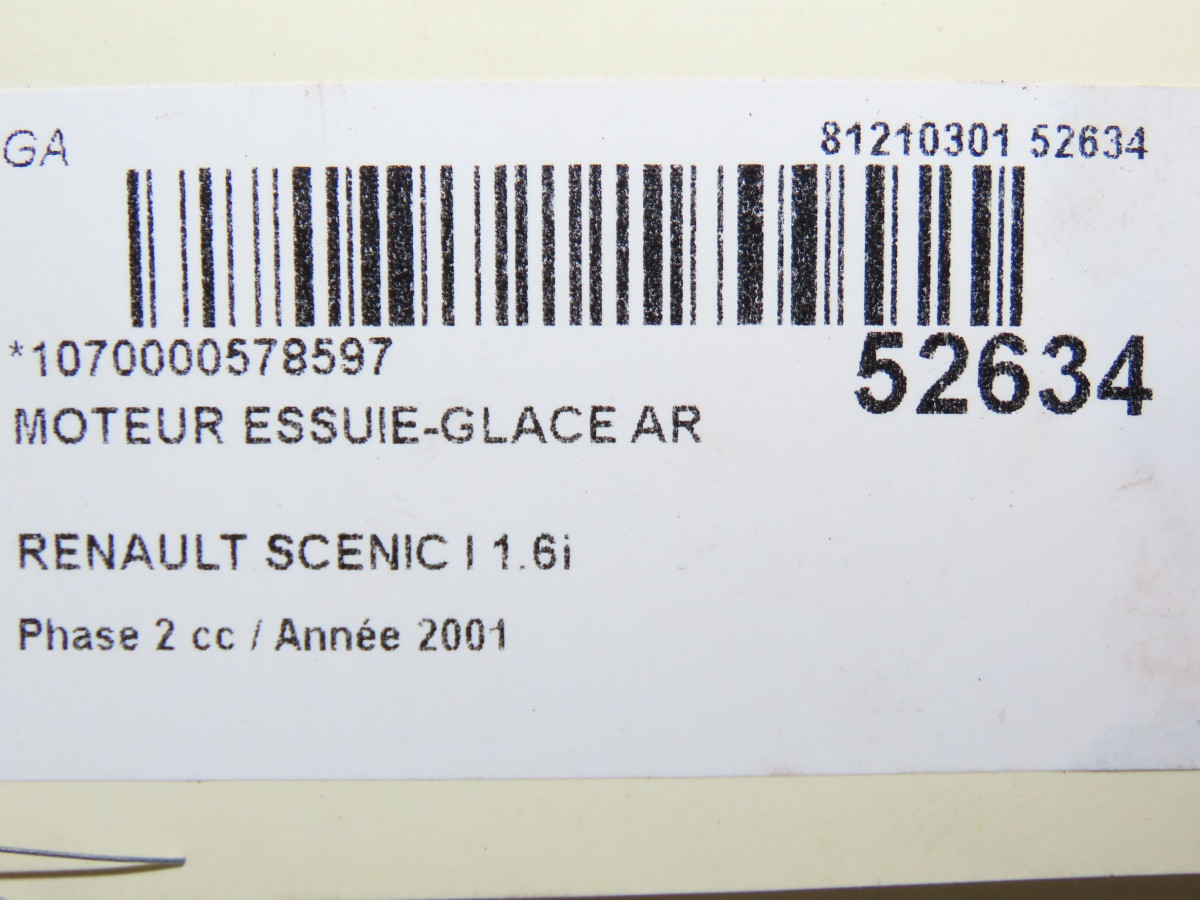 GA
81210301 52634
*1070000578597
52634
MOTEUR ESSUIE-GLACE AR
RENAULT SCENIC I 1.6i
Phase 2 cc / Année 2001